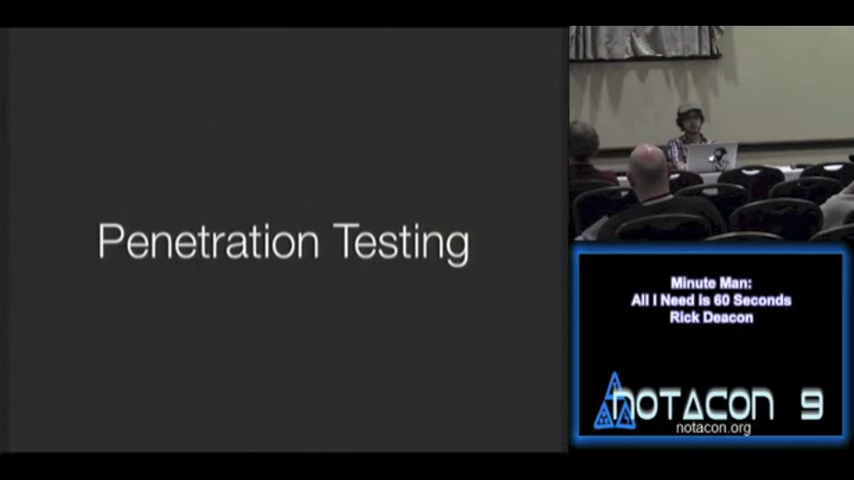 Penetration Testing
Minute Man:
All I Need is 60 Seconds
Rick Deacon
NOTACON 9
notacon.org